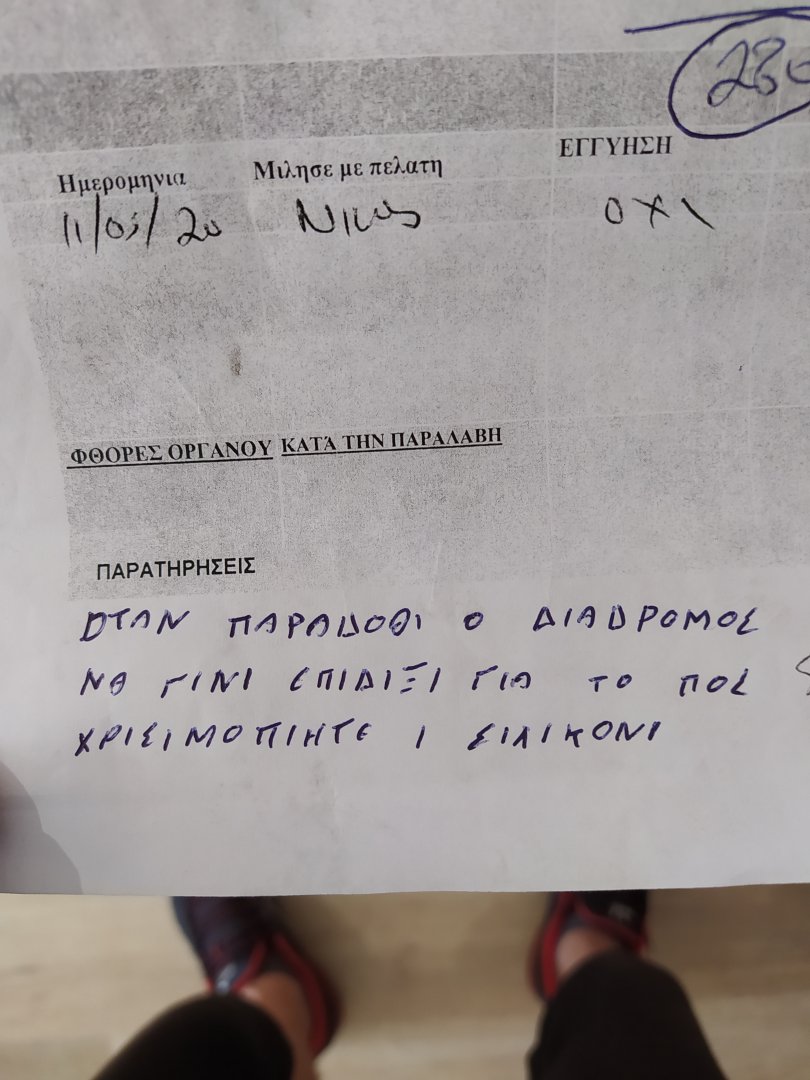 Ημερομηνια Μιλησε με πελατη ΕΓΓΥΗΣΗ
11/05/20 Νικος ΟΧΙ
ΦΘΟΡΕΣ ΟΡΓΑΝΟΥ ΚΑΤΑ ΤΗΝ ΠΑΡΑΛΑΒΗ
ΠΑΡΑΤΗΡΗΣΕΙΣ
ΟΤΑΝ ΠΑΡΑΔΟΘΙ Ο ΔΙΑΔΡΟΜΟΣ
ΝΑ ΓΙΝΙ ΕΠΙΔΙΞΙ ΓΙΑ ΤΟ ΠΟΣ
ΧΡΙΣΙΜΟΠΙΗΤΕ Ι ΣΙΛΙΚΟΝΙ